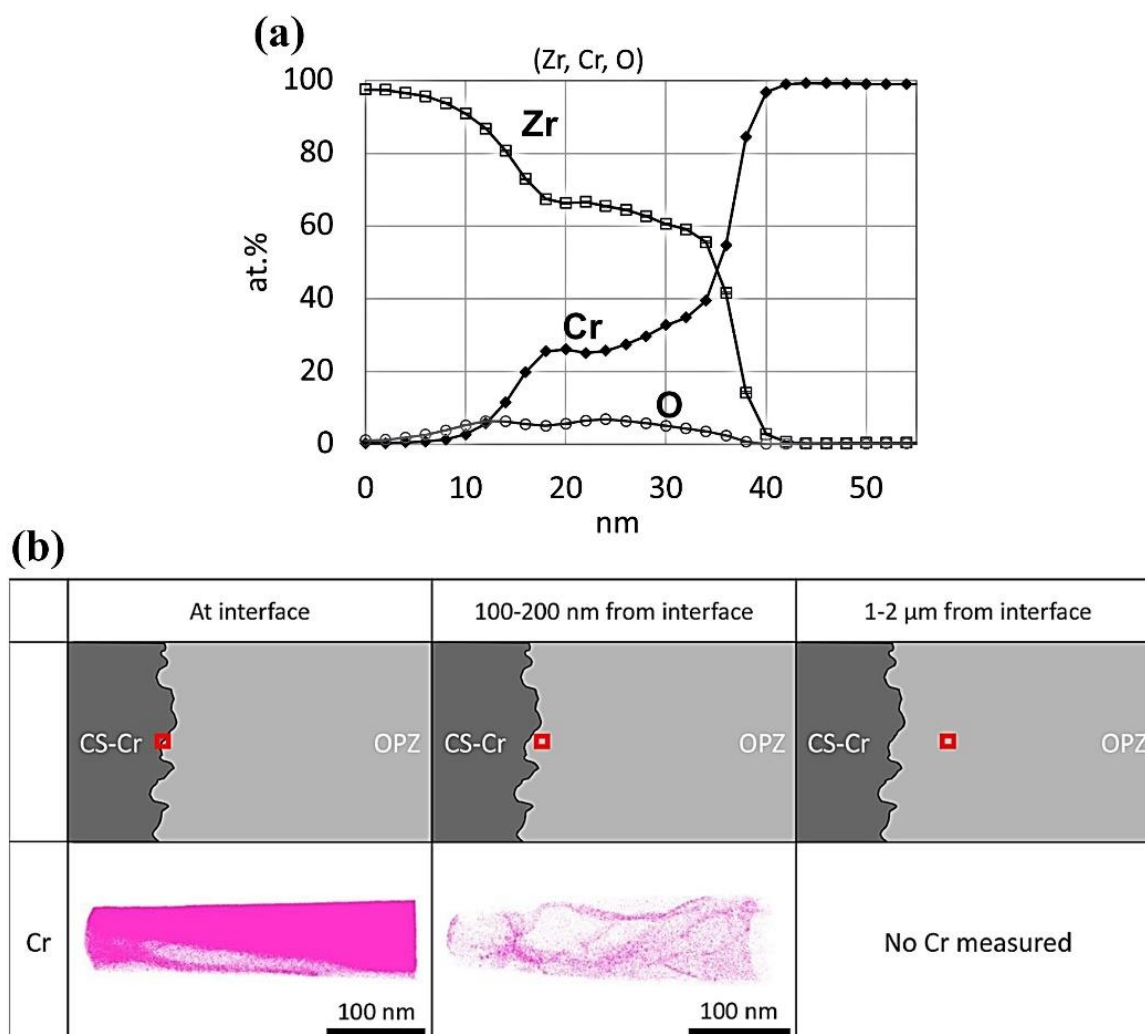 (a)
(Zr, Cr, O)
100
80
60
40
20
0
at.%
Zr
Cr
O
0 10 20 30 40 50
nm
(b)
At interface 100-200 nm from interface 1-2 μm from interface
CS-Cr OPZ CS-Cr OPZ CS-Cr OPZ
Cr No Cr measured
100 nm 100 nm